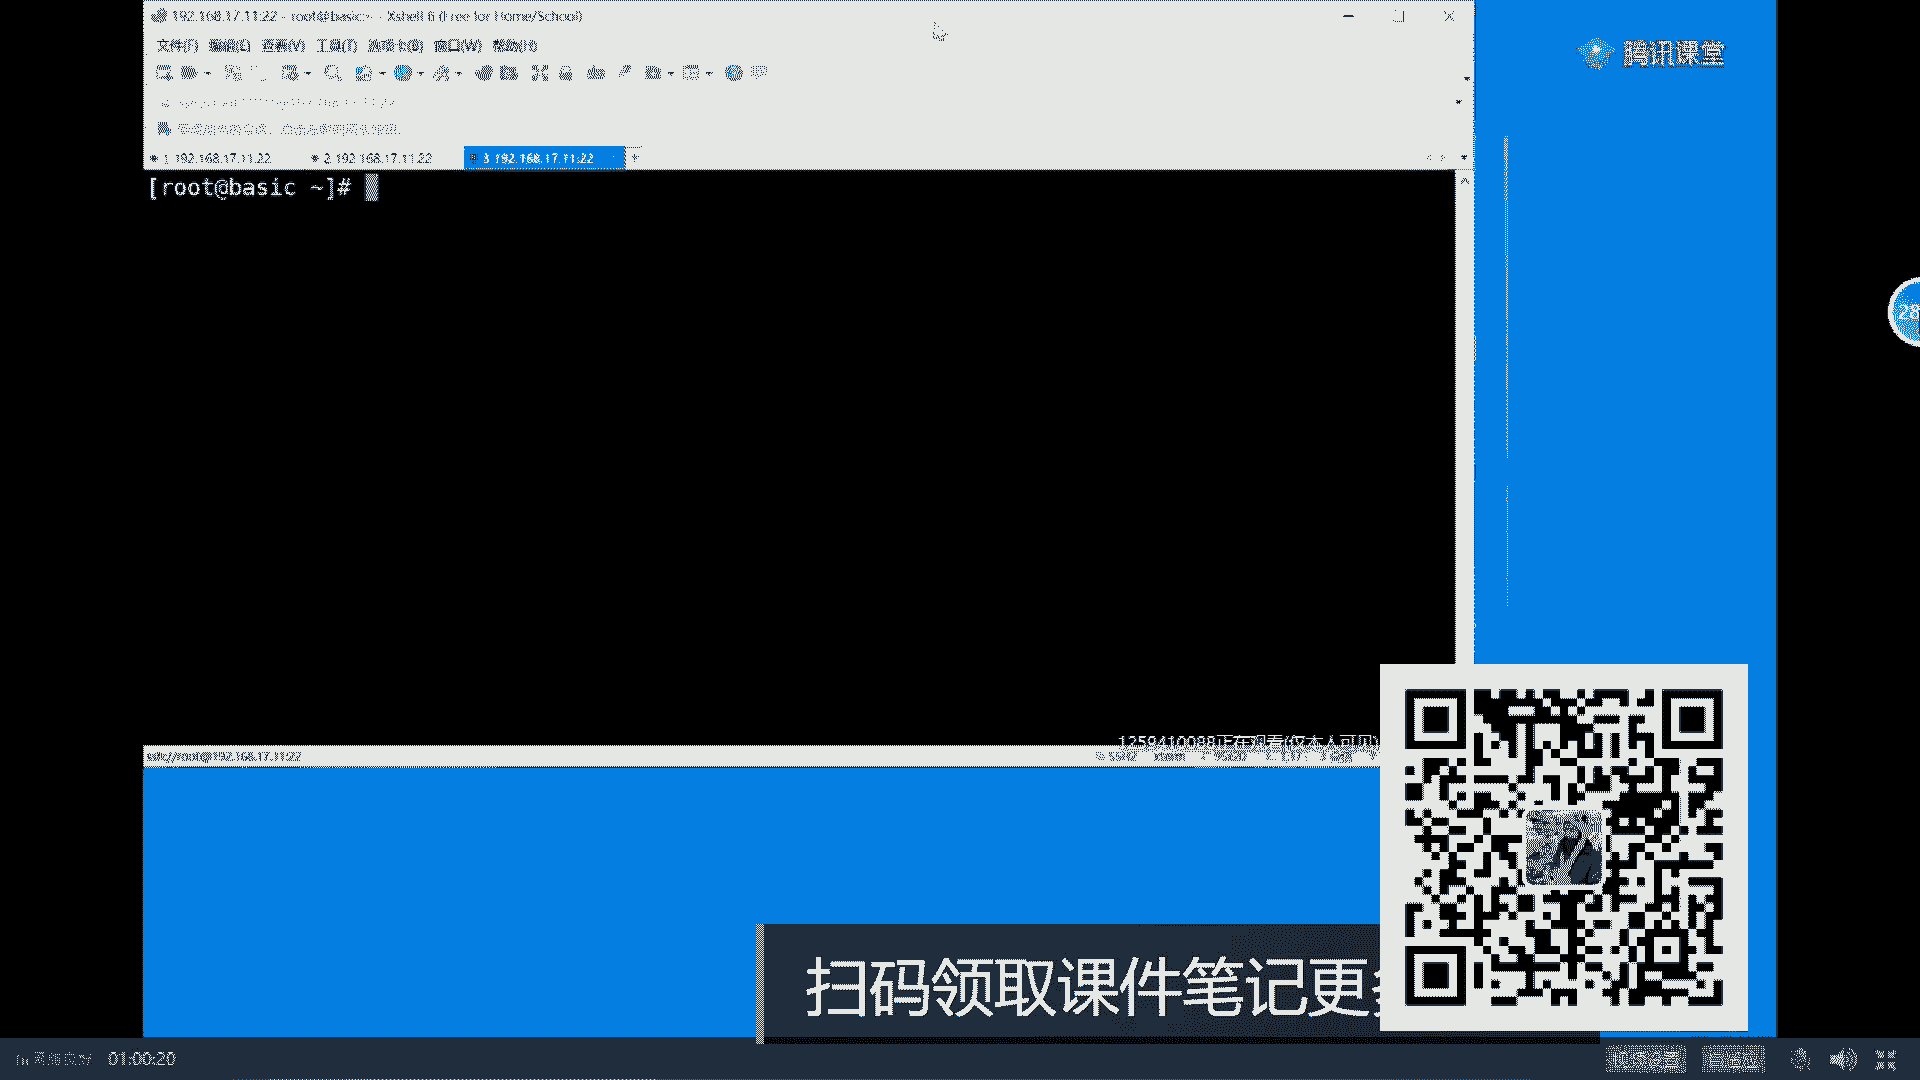 192.168.17.11:22 - root@basic:~ - Xshell 6 (Free for Home/School)
文件(F) 编辑(E) 查看(V) 工具(T) 选项卡(B) 窗口(W) 帮助(H)
腾讯课堂
1 192.168.17.11:22
2 192.168.17.11:22
3 192.168.17.11:22
[root@basic ~]#
28
1259410088正在观看(仅本人可见)
ssh://root@192.168.17.11:22
SSH2 xterm
扫码领取课件笔记更
01:00:20